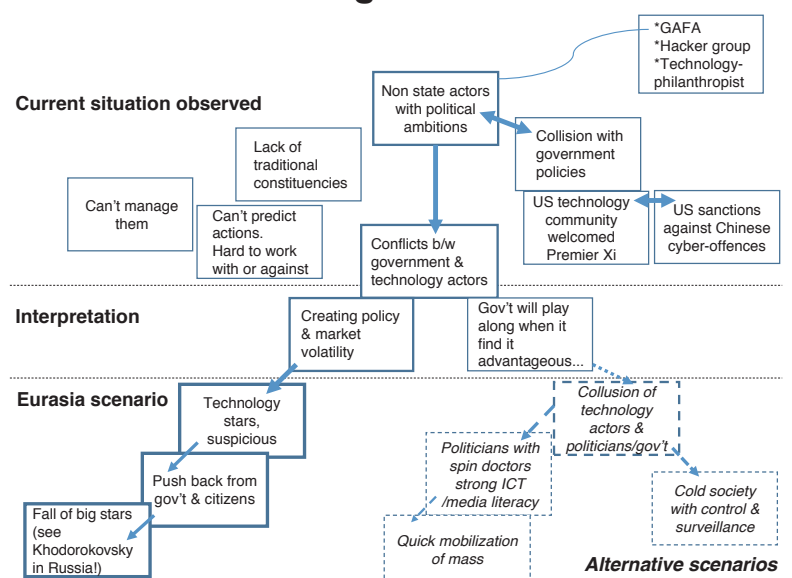 *GAFA
*Hacker group
*Technology-
philanthropist
Current situation observed
Non state actors
with political
ambitions
Lack of
traditional
constituencies
Collision with
government
policies
Can't manage
them
Can't predict
actions.
Hard to work
with or against
US technology
community
welcomed
Premier Xi
US sanctions
against Chinese
cyber-offences
Conflicts b/w
government &
technology actors
Interpretation
Creating policy
& market
volatility
Gov't will play
along when it
find it
advantageous...
Eurasia scenario
Technology
stars,
suspicious
Collusion of
technology
actors &
politicians/gov't
Push back from
gov't & citizens
Politicians with
spin doctors
strong ICT
/media literacy
Cold society
with control &
surveillance
Fall of big stars
(see
Khodorokovsky
in Russia!)
Quick mobilization
of mass
Alternative scenarios